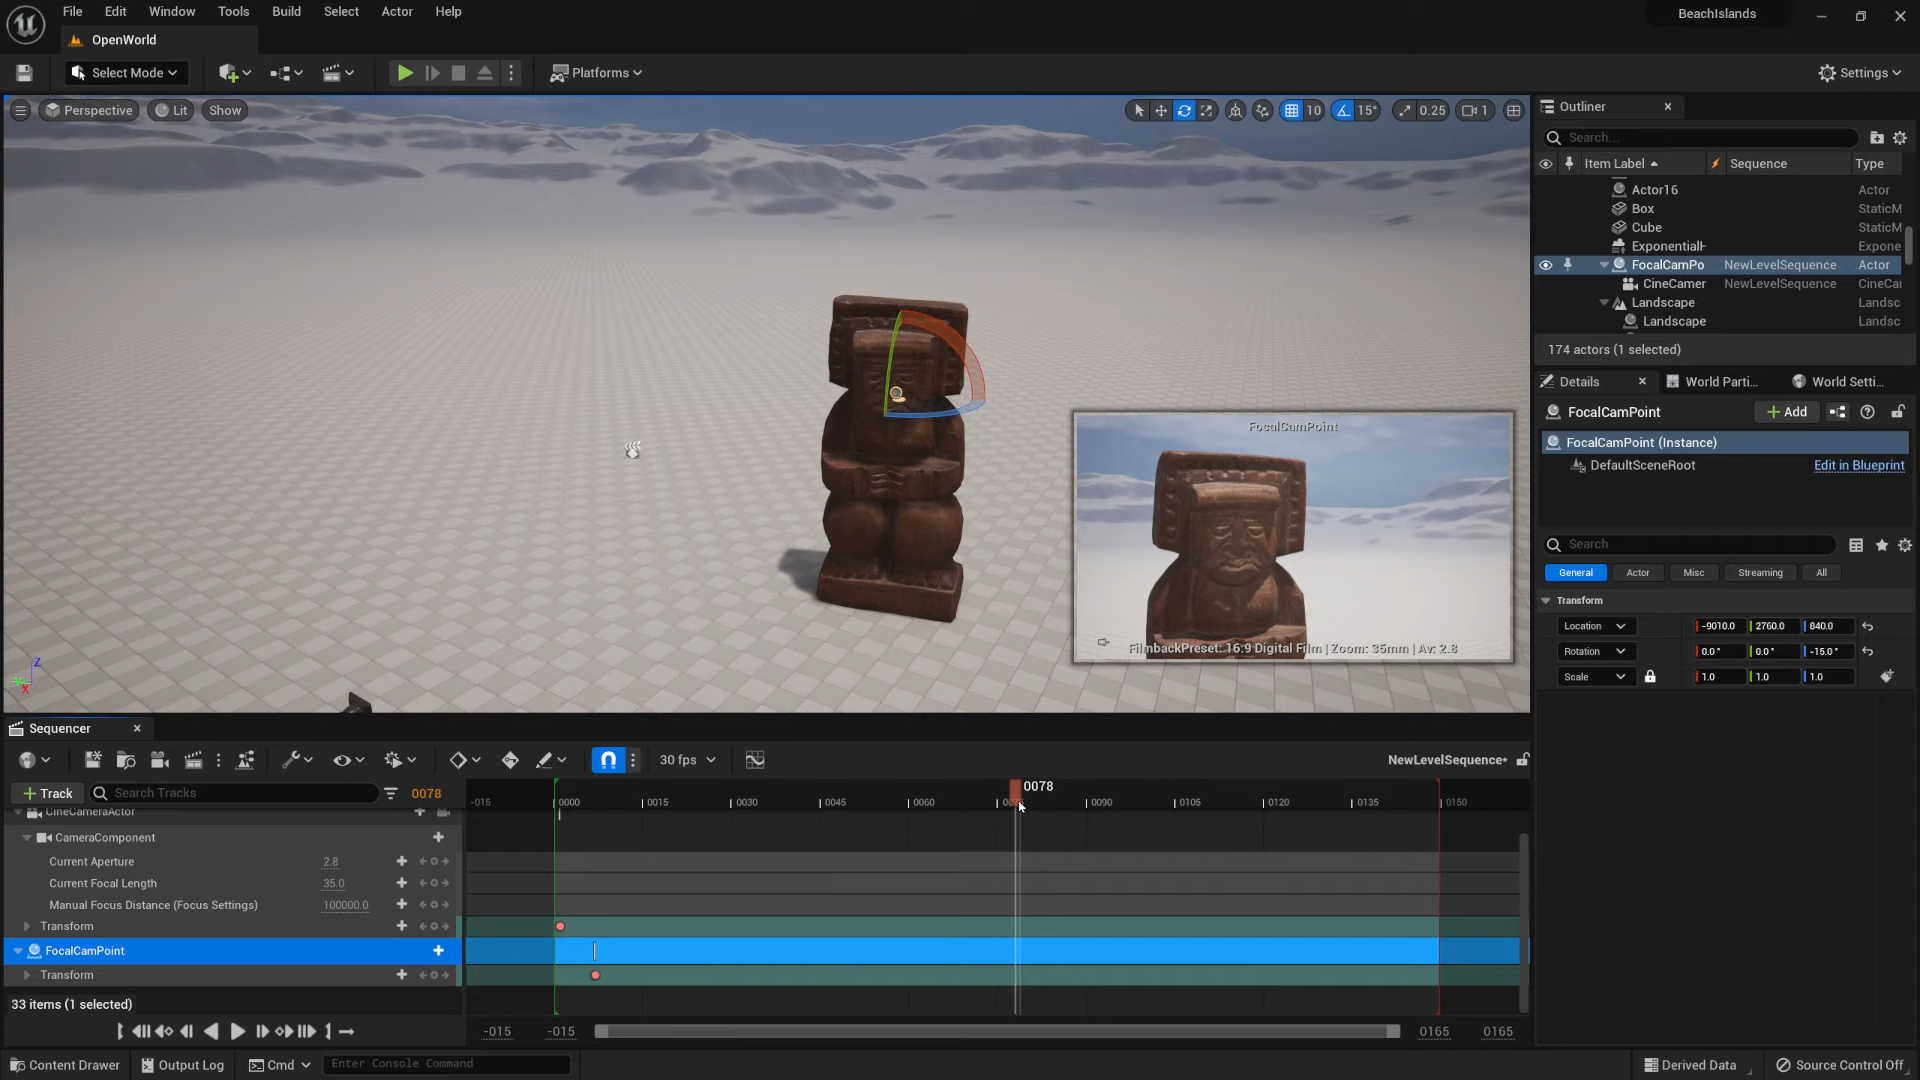 File Edit Window Tools Build Select Actor Help
BeachIslands
OpenWorld
Select Mode
Platforms
Settings
Perspective Lit Show
10 15° 0.25 1
FocalCamPoint
FilmbackPreset: 16:9 Digital Film | Zoom: 35mm | Av: 2.8
Z
X
Outliner
Search...
Item Label Sequence Type
Actor16 Actor
Box StaticM
Cube StaticM
ExponentialH Expone
FocalCamPo NewLevelSequence Actor
CineCamer NewLevelSequence CineCar
Landscape Landsc
Landscape Landsc
174 actors (1 selected)
Details World Parti... World Setti...
FocalCamPoint Add
FocalCamPoint (Instance)
DefaultSceneRoot Edit in Blueprint
Search
General Actor Misc Streaming All
Transform
Location -9010.0 2760.0 840.0
Rotation 0.0° 0.0° -15.0°
Scale 1.0 1.0 1.0
Sequencer
30 fps
NewLevelSequence*
Track Search Tracks 0078
-015 0000 0015 0030 0045 0060 0078 0090 0105 0120 0135 0150
CineCameraActor
CameraComponent
Current Aperture 2.8
Current Focal Length 35.0
Manual Focus Distance (Focus Settings) 100000.0
Transform
FocalCamPoint
Transform
33 items (1 selected)
-015 -015 0165 0165
Content Drawer Output Log Cmd Enter Console Command
Derived Data Source Control Off